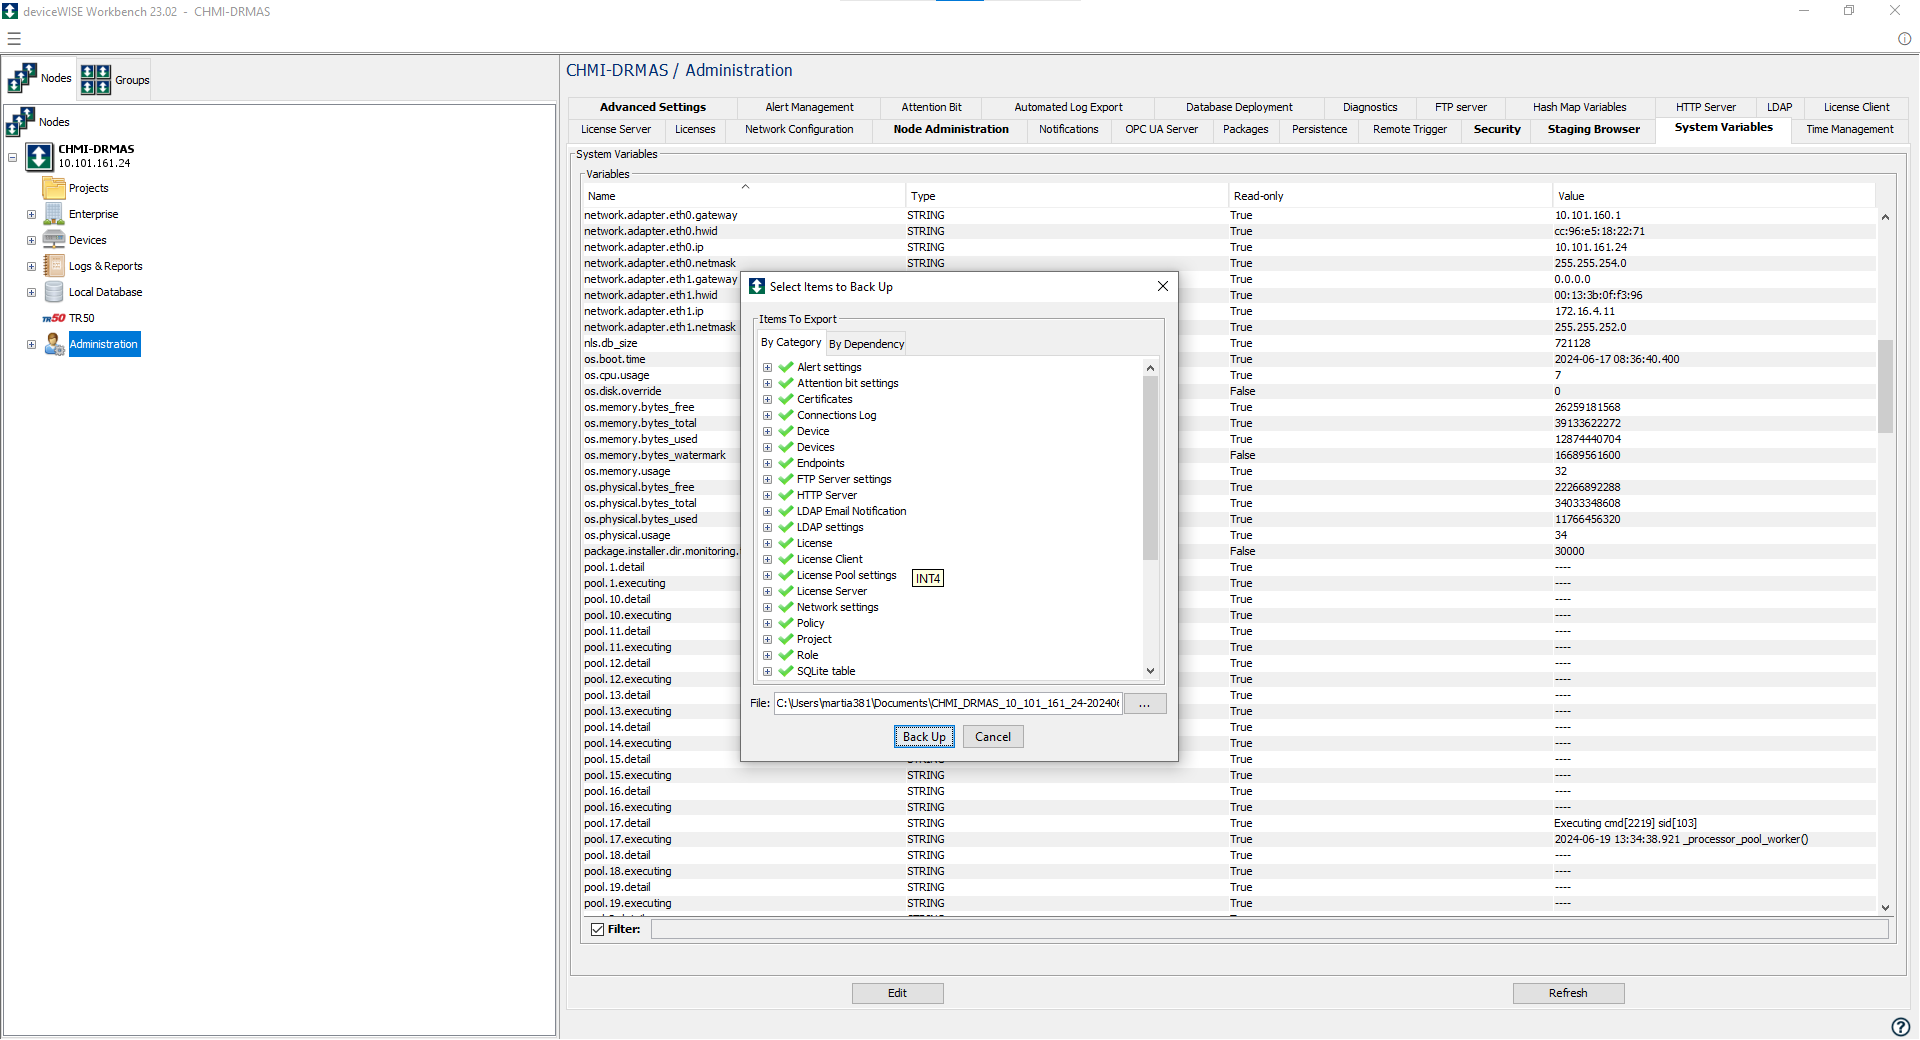 deviceWISE Workbench 23.02 - CHMI-DRMAS
Nodes
Groups
Nodes
CHMI-DRMAS
10.101.161.24
Projects
Enterprise
Devices
Logs & Reports
Local Database
TR50 TR50
Administration
CHMI-DRMAS / Administration
Advanced Settings Alert Management Attention Bit Automated Log Export Database Deployment Diagnostics FTP server Hash Map Variables HTTP Server LDAP License Client
License Server Licenses Network Configuration Node Administration Notifications OPC UA Server Packages Persistence Remote Trigger Security Staging Browser System Variables Time Management
System Variables
Variables
Name Type Read-only Value
network.adapter.eth0.gateway STRING True 10.101.160.1
network.adapter.eth0.hwid STRING True cc:96:e5:18:22:71
network.adapter.eth0.ip STRING True 10.101.161.24
network.adapter.eth0.netmask STRING True 255.255.254.0
network.adapter.eth1.gateway True 0.0.0.0
network.adapter.eth1.hwid True 00:13:3b:0f:f3:96
network.adapter.eth1.ip True 172.16.4.11
network.adapter.eth1.netmask True 255.255.252.0
nls.db_size True 721128
os.boot.time True 2024-06-17 08:36:40.400
os.cpu.usage True 7
os.disk.override False 0
os.memory.bytes_free True 26259181568
os.memory.bytes_total True 39133622272
os.memory.bytes_used True 12874440704
os.memory.bytes_watermark False 16689561600
os.memory.usage True 32
os.physical.bytes_free True 22266892288
os.physical.bytes_total True 34033348608
os.physical.bytes_used True 11766456320
os.physical.usage True 34
package.installer.dir.monitoring. False 30000
pool.1.detail True ----
pool.1.executing True ----
pool.10.detail True ----
pool.10.executing True ----
pool.11.detail True ----
pool.11.executing True ----
pool.12.detail True ----
pool.12.executing True ----
pool.13.detail True ----
pool.13.executing True ----
pool.14.detail True ----
pool.14.executing True ----
pool.15.detail STRING True ----
pool.15.executing STRING True ----
pool.16.detail STRING True ----
pool.16.executing STRING True ----
pool.17.detail STRING True Executing cmd[2219] sid[103]
pool.17.executing STRING True 2024-06-19 13:34:38.921 _processor_pool_worker()
pool.18.detail STRING True ----
pool.18.executing STRING True ----
pool.19.detail STRING True ----
pool.19.executing STRING True ----
Filter:
Edit Refresh
Select Items to Back Up
Items To Export
By Category By Dependency
Alert settings
Attention bit settings
Certificates
Connections Log
Device
Devices
Endpoints
FTP Server settings
HTTP Server
LDAP Email Notification
LDAP settings
License
License Client
License Pool settings
INT4
License Server
Network settings
Policy
Project
Role
SQLite table
File: C:\Users\martia381\Documents\CHMI_DRMAS_10_101_161_24-20240 ...
Back Up Cancel